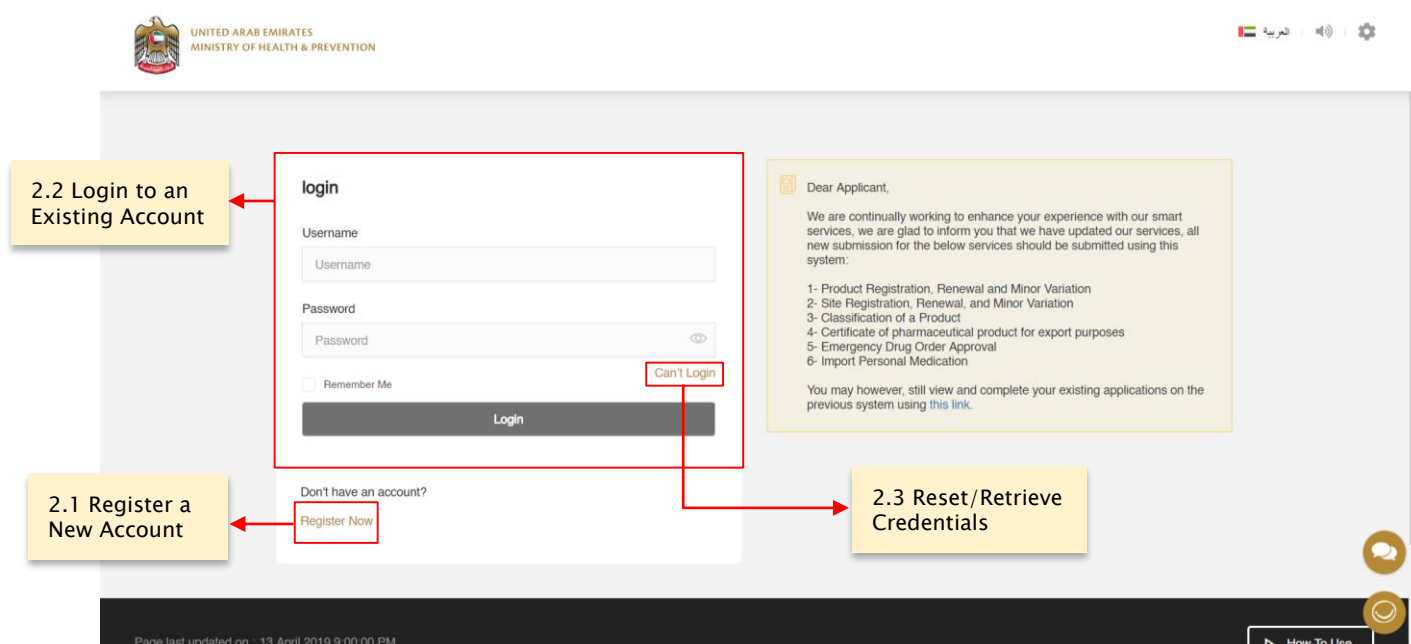 UNITED ARAB EMIRATES
MINISTRY OF HEALTH & PREVENTION
العربية
2.2 Login to an
Existing Account
login
Username
Username
Password
Password
Can't Login
Remember Me
Login
Dear Applicant,
We are continually working to enhance your experience with our smart
services, we are glad to inform you that we have updated our services, all
new submission for the below services should be submitted using this
system:
1- Product Registration, Renewal and Minor Variation
2- Site Registration, Renewal, and Minor Variation
3- Classification of a Product
4- Certificate of pharmaceutical product for export purposes
5- Emergency Drug Order Approval
6- Import Personal Medication
You may however, still view and complete your existing applications on the
previous system using this link.
2.1 Register a
New Account
Don't have an account?
Register Now
2.3 Reset/Retrieve
Credentials
Page last updated on : 13 April 2019 9:00:00 PM
How To Use